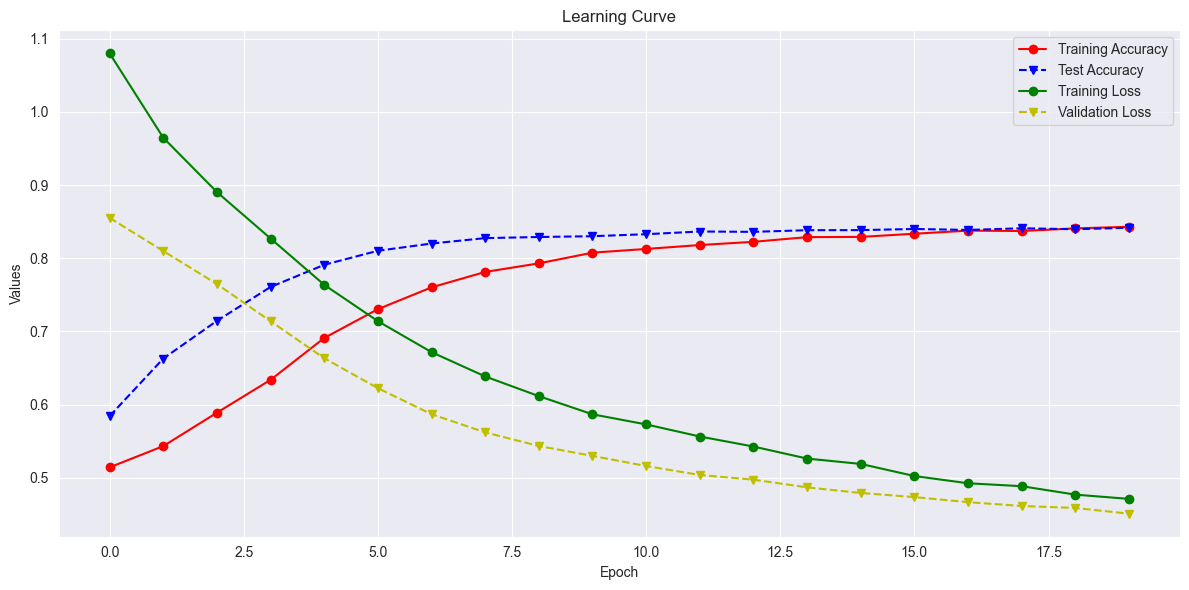 Learning Curve
Training Accuracy
Test Accuracy
Training Loss
Validation Loss
Values
1.1
1.0
0.9
0.8
0.7
0.6
0.5
0.0
2.5
5.0
7.5
10.0
12.5
15.0
17.5
Epoch